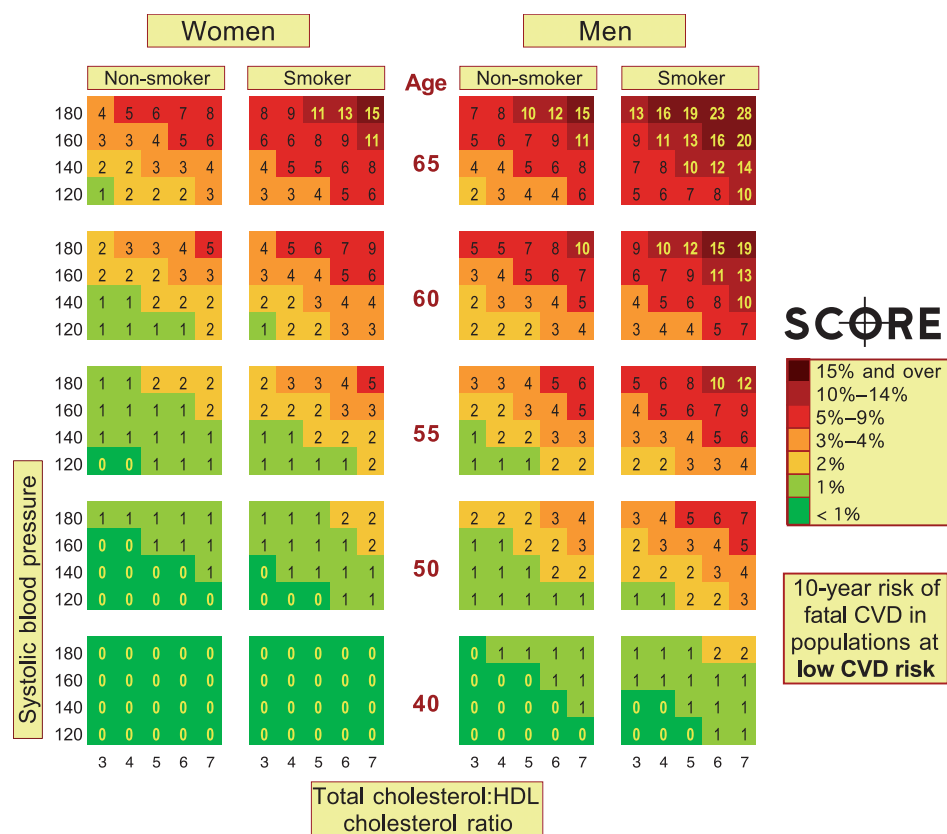 Women Men
Non-smoker Smoker Age Non-smoker Smoker
180 4 5 6 7 8 8 9 11 13 15 7 8 10 12 15 13 16 19 23 28
160 3 3 4 5 6 6 6 8 9 11 5 6 7 9 11 9 11 13 16 20
65
140 2 2 3 3 4 4 5 5 6 8 4 4 5 6 8 7 8 10 12 14
120 1 2 2 2 3 3 3 4 5 6 2 3 4 4 6 5 6 7 8 10
180 2 3 3 4 5 4 5 6 7 9 5 5 7 8 10 9 10 12 15 19
160 2 2 2 3 3 3 4 4 5 6 3 4 5 6 7 6 7 9 11 13
60
140 1 1 2 2 2 2 2 3 4 4 2 3 3 4 5 4 5 6 8 10
120 1 1 1 1 2 1 2 2 3 3 2 2 2 3 4 3 4 4 5 7
SCORE
180 1 1 2 2 2 2 3 3 4 5 3 3 4 5 6 5 6 8 10 12
160 1 1 1 1 2 2 2 2 3 3 2 2 3 4 5 4 5 6 7 9
55
140 1 1 1 1 1 1 1 2 2 2 1 2 2 3 3 3 3 4 5 6
120 0 0 1 1 1 1 1 1 1 2 1 1 1 2 2 2 2 3 3 4
15% and over
10%–14%
5%–9%
3%–4%
2%
1%
< 1%
180 1 1 1 1 1 1 1 1 2 2 2 2 2 3 4 3 4 5 6 7
160 0 0 1 1 1 1 1 1 1 2 1 1 2 2 3 2 3 3 4 5
50
140 0 0 0 0 1 0 1 1 1 1 1 1 1 2 2 2 2 2 3 4
120 0 0 0 0 0 0 0 0 1 1 1 1 1 1 1 1 1 2 2 3
180 0 0 0 0 0 0 0 0 0 0 0 1 1 1 1 1 1 1 2 2
160 0 0 0 0 0 0 0 0 0 0 0 0 0 1 1 1 1 1 1 1
40
140 0 0 0 0 0 0 0 0 0 0 0 0 0 0 1 0 0 1 1 1
120 0 0 0 0 0 0 0 0 0 0 0 0 0 0 0 0 0 0 1 1
3 4 5 6 7 3 4 5 6 7 3 4 5 6 7 3 4 5 6 7
Systolic blood pressure
Total cholesterol:HDL
cholesterol ratio
10-year risk of
fatal CVD in
populations at
low CVD risk